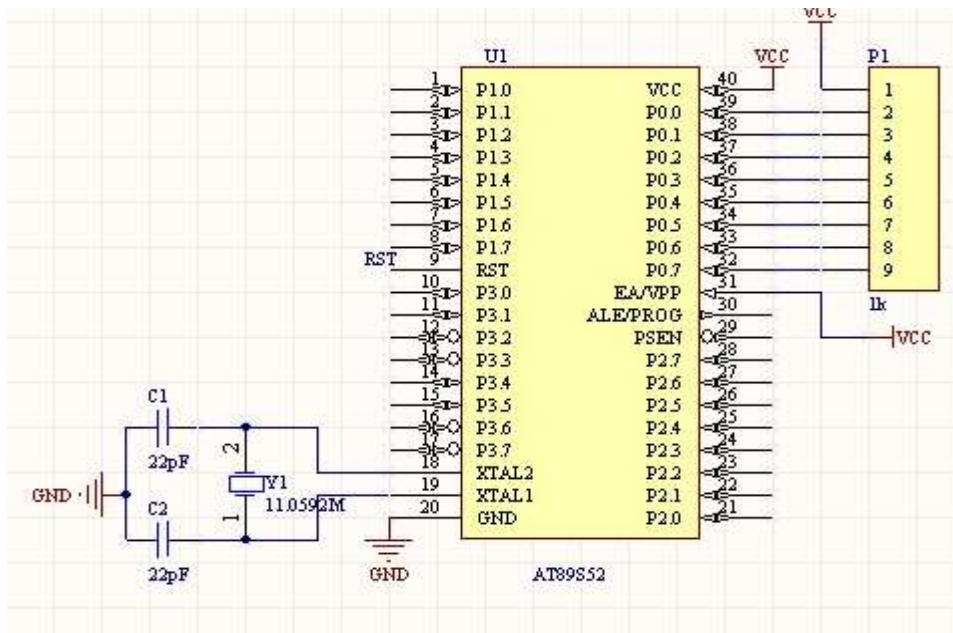 VCC
U1
VCC
P1
1 P1.0
2 P1.1
3 P1.2
4 P1.3
5 P1.4
6 P1.5
7 P1.6
8 P1.7
RST 9 RST
10 P3.0
11 P3.1
12 P3.2
13 P3.3
14 P3.4
15 P3.5
16 P3.6
17 P3.7
18 XTAL2
19 XTAL1
20 GND
VCC 40
P0.0 39
P0.1 38
P0.2 37
P0.3 36
P0.4 35
P0.5 34
P0.6 33
P0.7 32
EA/VPP 31
ALE/PROG 30
PSEN 29
P2.7 28
P2.6 27
P2.5 26
P2.4 25
P2.3 24
P2.2 23
P2.1 22
P2.0 21
1
2
3
4
5
6
7
8
9
1k
VCC
C1
22pF
2
GND
Y1
11.0592M
C2
1
22pF
GND
AT89S52